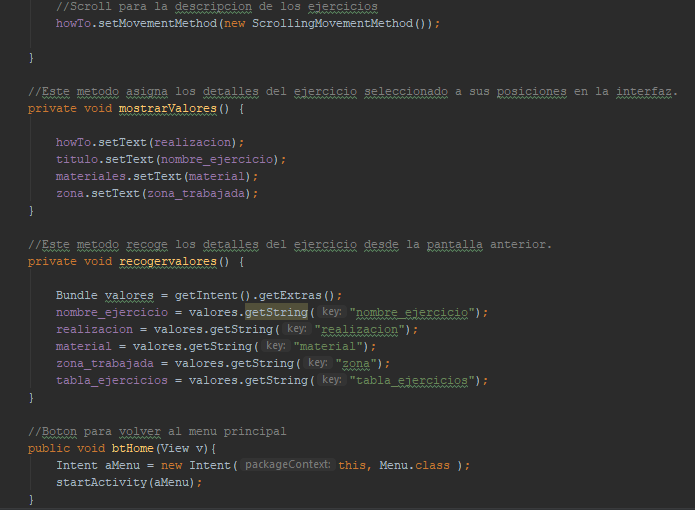 //Scroll para la descripcion de los ejercicios
howTo.setMovementMethod(new ScrollingMovementMethod());
}
//Este metodo asigna los detalles del ejercicio seleccionado a sus posiciones en la interfaz.
private void mostrarValores() {
howTo.setText(realizacion);
titulo.setText(nombre_ejercicio);
materiales.setText(material);
zona.setText(zona_trabajada);
}
//Este metodo recoge los detalles del ejercicio desde la pantalla anterior.
private void recogervalores() {
Bundle valores = getIntent().getExtras();
nombre_ejercicio = valores.getString( key: "nombre_ejercicio");
realizacion = valores.getString( key: "realizacion");
material = valores.getString( key: "material");
zona_trabajada = valores.getString( key: "zona");
tabla_ejercicios = valores.getString( key: "tabla_ejercicios");
}
//Boton para volver al menu principal
public void btHome(View v){
Intent aMenu = new Intent( packageContext: this, Menu.class );
startActivity(aMenu);
}